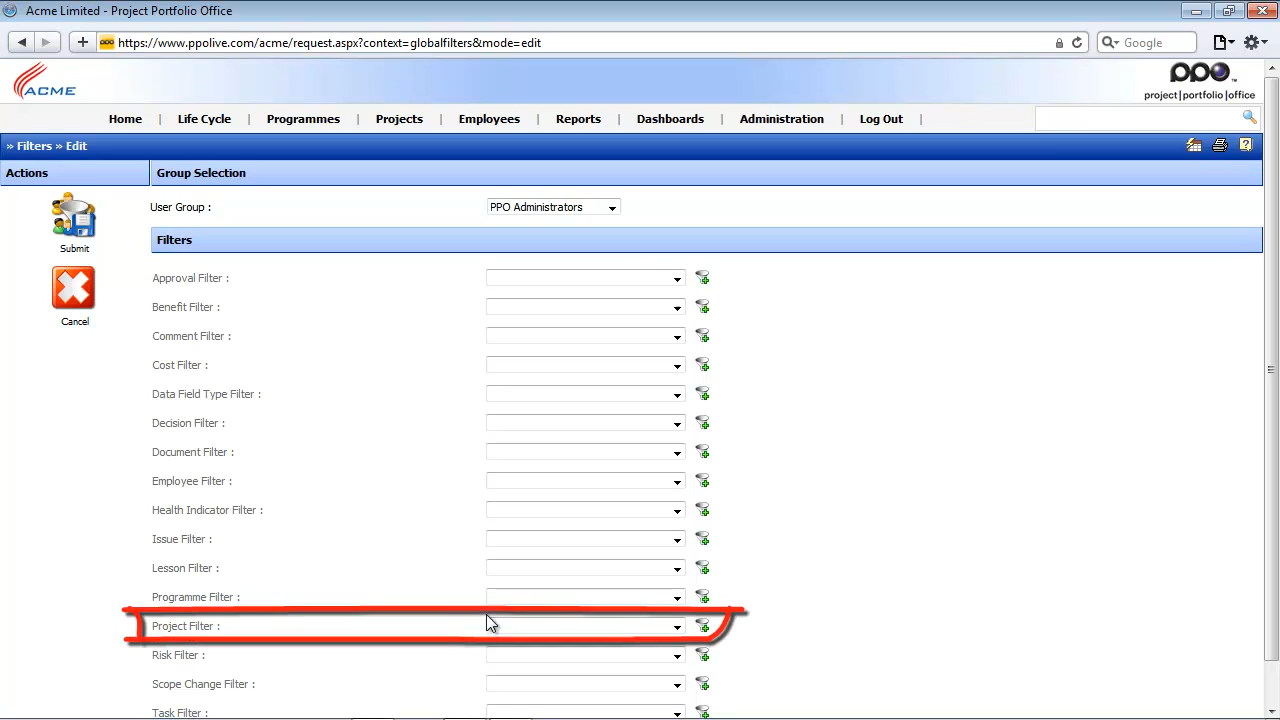 Acme Limited - Project Portfolio Office
https://www.ppolive.com/acme/request.aspx?context=globalfilters&mode=edit
Google
ACME
ppo™
project|portfolio|office
Home | Life Cycle | Programmes | Projects | Employees | Reports | Dashboards | Administration | Log Out |
» Filters » Edit
Actions
Group Selection
User Group :
PPO Administrators
Submit
Filters
Cancel
Approval Filter :
Benefit Filter :
Comment Filter :
Cost Filter :
Data Field Type Filter :
Decision Filter :
Document Filter :
Employee Filter :
Health Indicator Filter :
Issue Filter :
Lesson Filter :
Programme Filter :
Project Filter :
Risk Filter :
Scope Change Filter :
Task Filter :